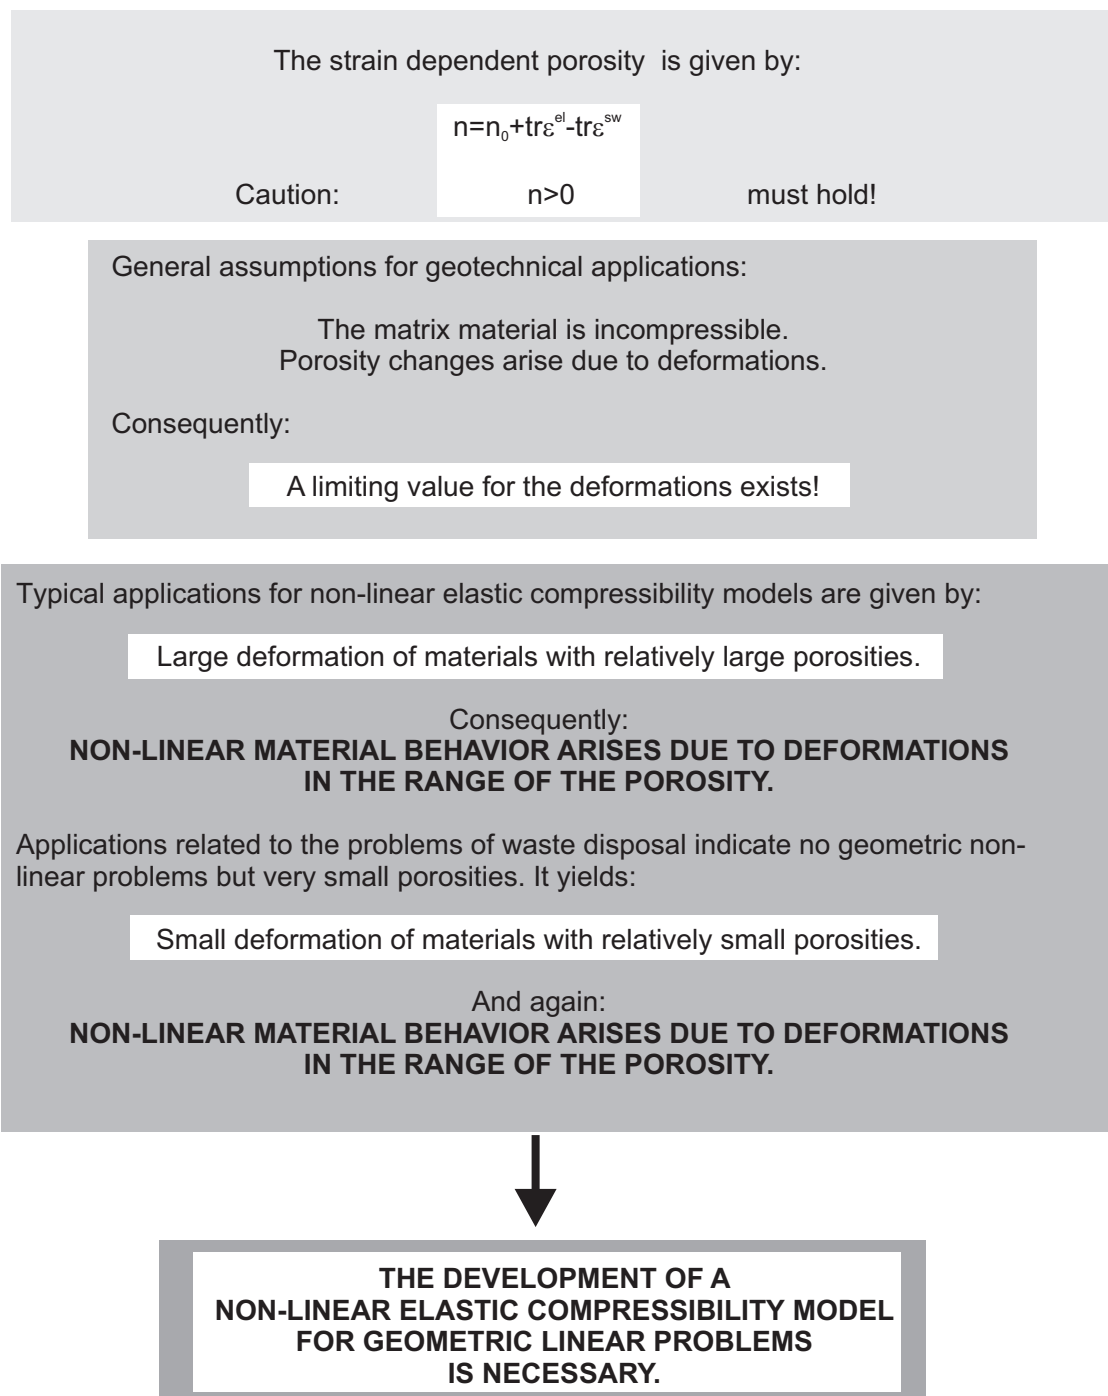 The strain dependent porosity is given by:
n=n₀+trεᵉˡ-trεˢʷ
Caution: n>0 must hold!
General assumptions for geotechnical applications:
The matrix material is incompressible.
Porosity changes arise due to deformations.
Consequently:
A limiting value for the deformations exists!
Typical applications for non-linear elastic compressibility models are given by:
Large deformation of materials with relatively large porosities.
Consequently:
NON-LINEAR MATERIAL BEHAVIOR ARISES DUE TO DEFORMATIONS
IN THE RANGE OF THE POROSITY.
Applications related to the problems of waste disposal indicate no geometric non-
linear problems but very small porosities. It yields:
Small deformation of materials with relatively small porosities.
And again:
NON-LINEAR MATERIAL BEHAVIOR ARISES DUE TO DEFORMATIONS
IN THE RANGE OF THE POROSITY.
THE DEVELOPMENT OF A
NON-LINEAR ELASTIC COMPRESSIBILITY MODEL
FOR GEOMETRIC LINEAR PROBLEMS
IS NECESSARY.